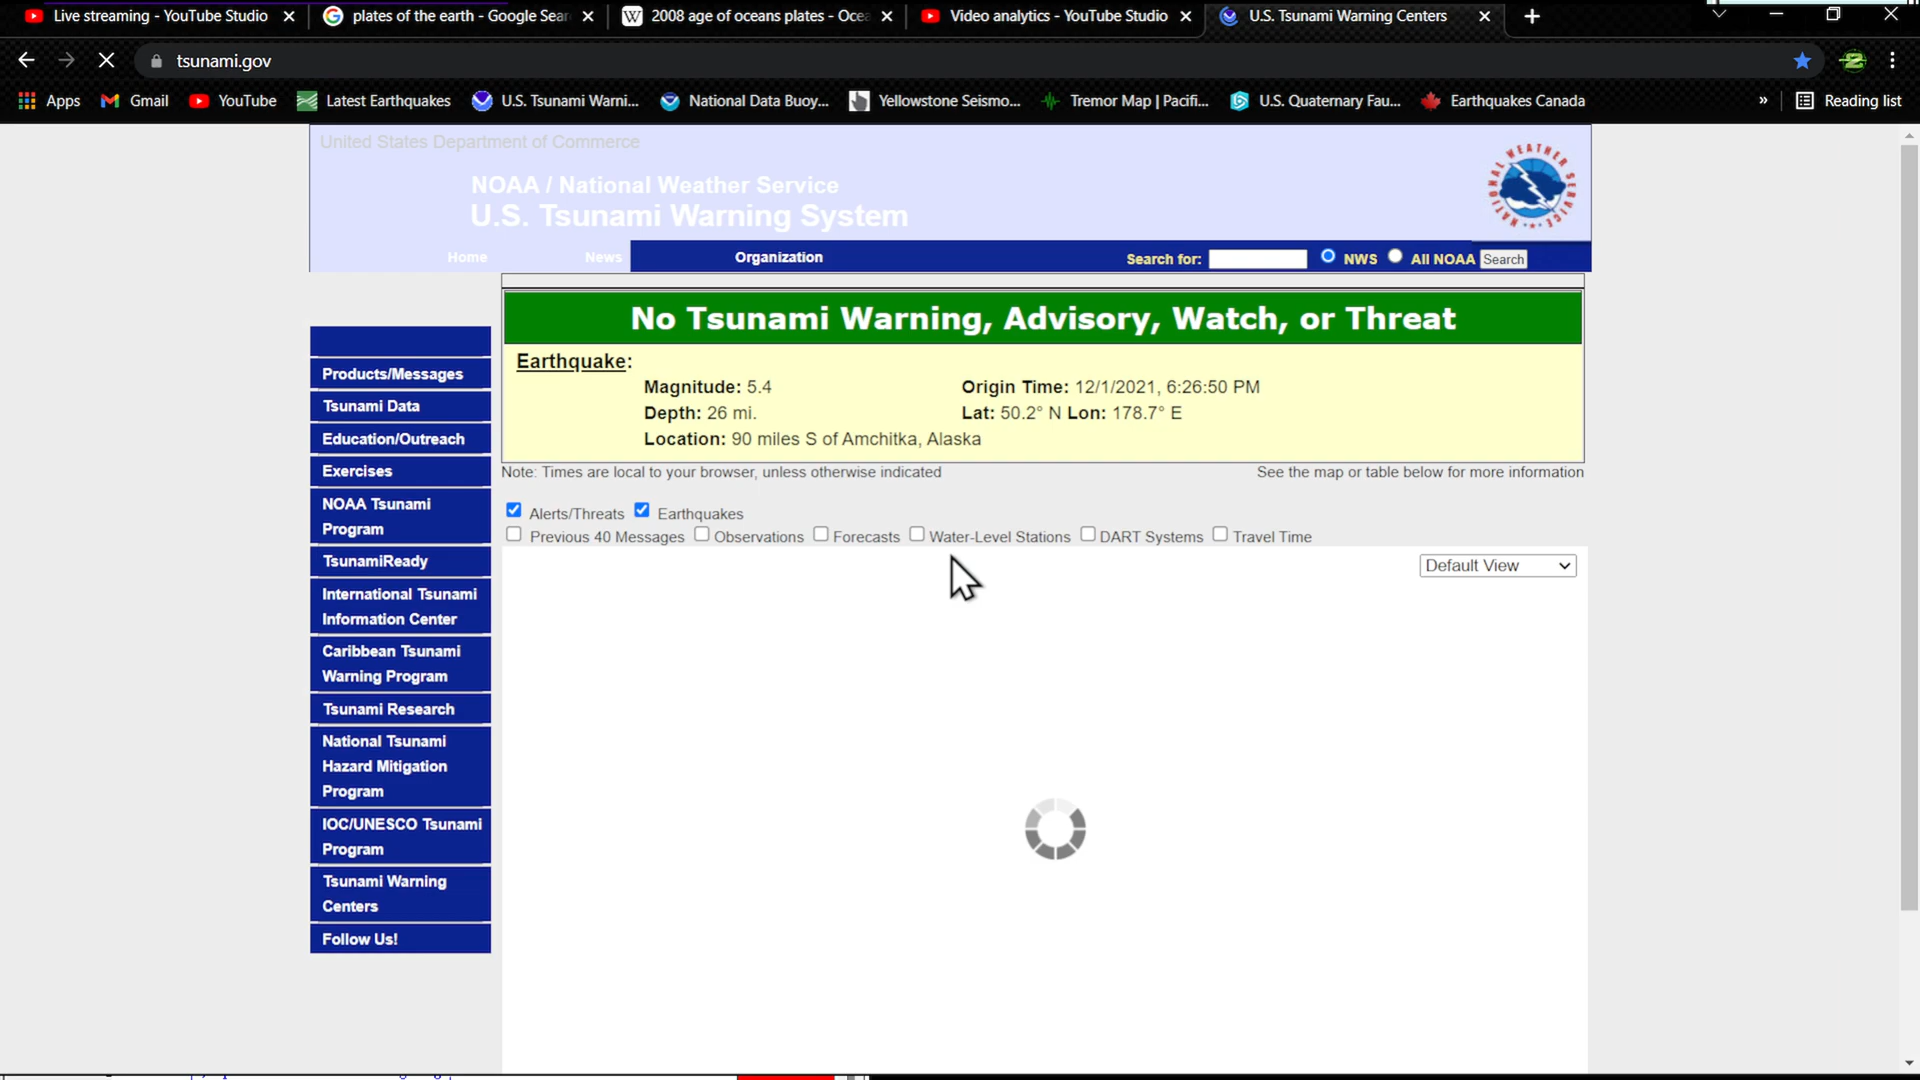 Live streaming - YouTube Studio
plates of the earth - Google Sear
2008 age of oceans plates - Ocea
Video analytics - YouTube Studio
U.S. Tsunami Warning Centers
tsunami.gov
Apps
Gmail
YouTube
Latest Earthquakes
U.S. Tsunami Warni...
National Data Buoy...
Yellowstone Seismo...
Tremor Map | Pacifi...
U.S. Quaternary Fau...
Earthquakes Canada
»
Reading list
United States Department of Commerce
NOAA / National Weather Service
U.S. Tsunami Warning System
NATIONAL WEATHER SERVICE
Home News Organization Search for: NWS All NOAA Search
No Tsunami Warning, Advisory, Watch, or Threat
Earthquake:
Magnitude: 5.4 Origin Time: 12/1/2021, 6:26:50 PM
Depth: 26 mi. Lat: 50.2° N Lon: 178.7° E
Location: 90 miles S of Amchitka, Alaska
Note: Times are local to your browser, unless otherwise indicated See the map or table below for more information
Alerts/Threats Earthquakes
Previous 40 Messages Observations Forecasts Water-Level Stations DART Systems Travel Time
Default View
Products/Messages
Tsunami Data
Education/Outreach
Exercises
NOAA Tsunami
Program
TsunamiReady
International Tsunami
Information Center
Caribbean Tsunami
Warning Program
Tsunami Research
National Tsunami
Hazard Mitigation
Program
IOC/UNESCO Tsunami
Program
Tsunami Warning
Centers
Follow Us!